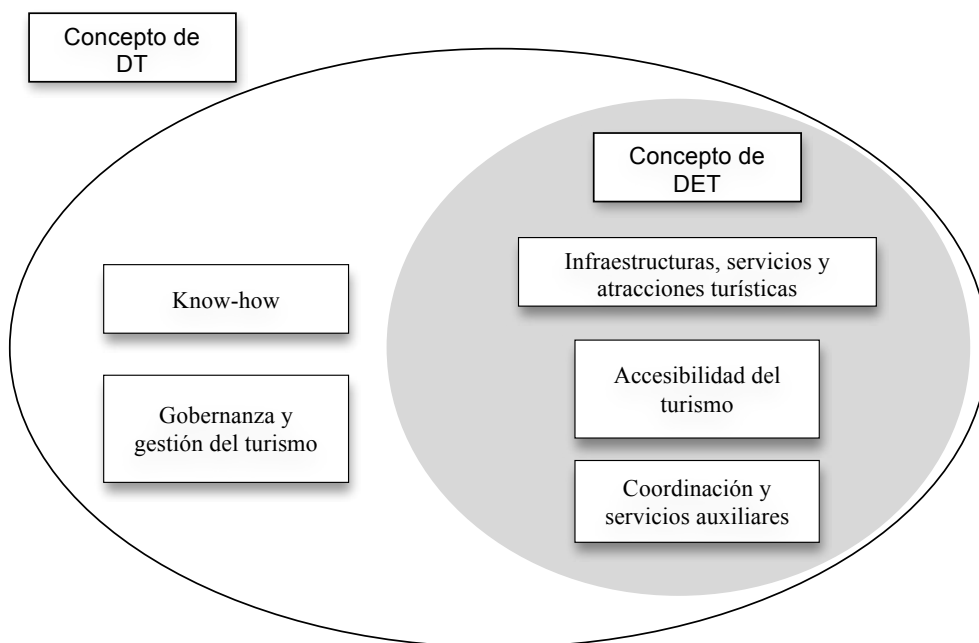 Concepto de
DT
Concepto de
DET
Infraestructuras, servicios y
atracciones turísticas
Know-how
Accesibilidad del
turismo
Gobernanza y
gestión del turismo
Coordinación y
servicios auxiliares